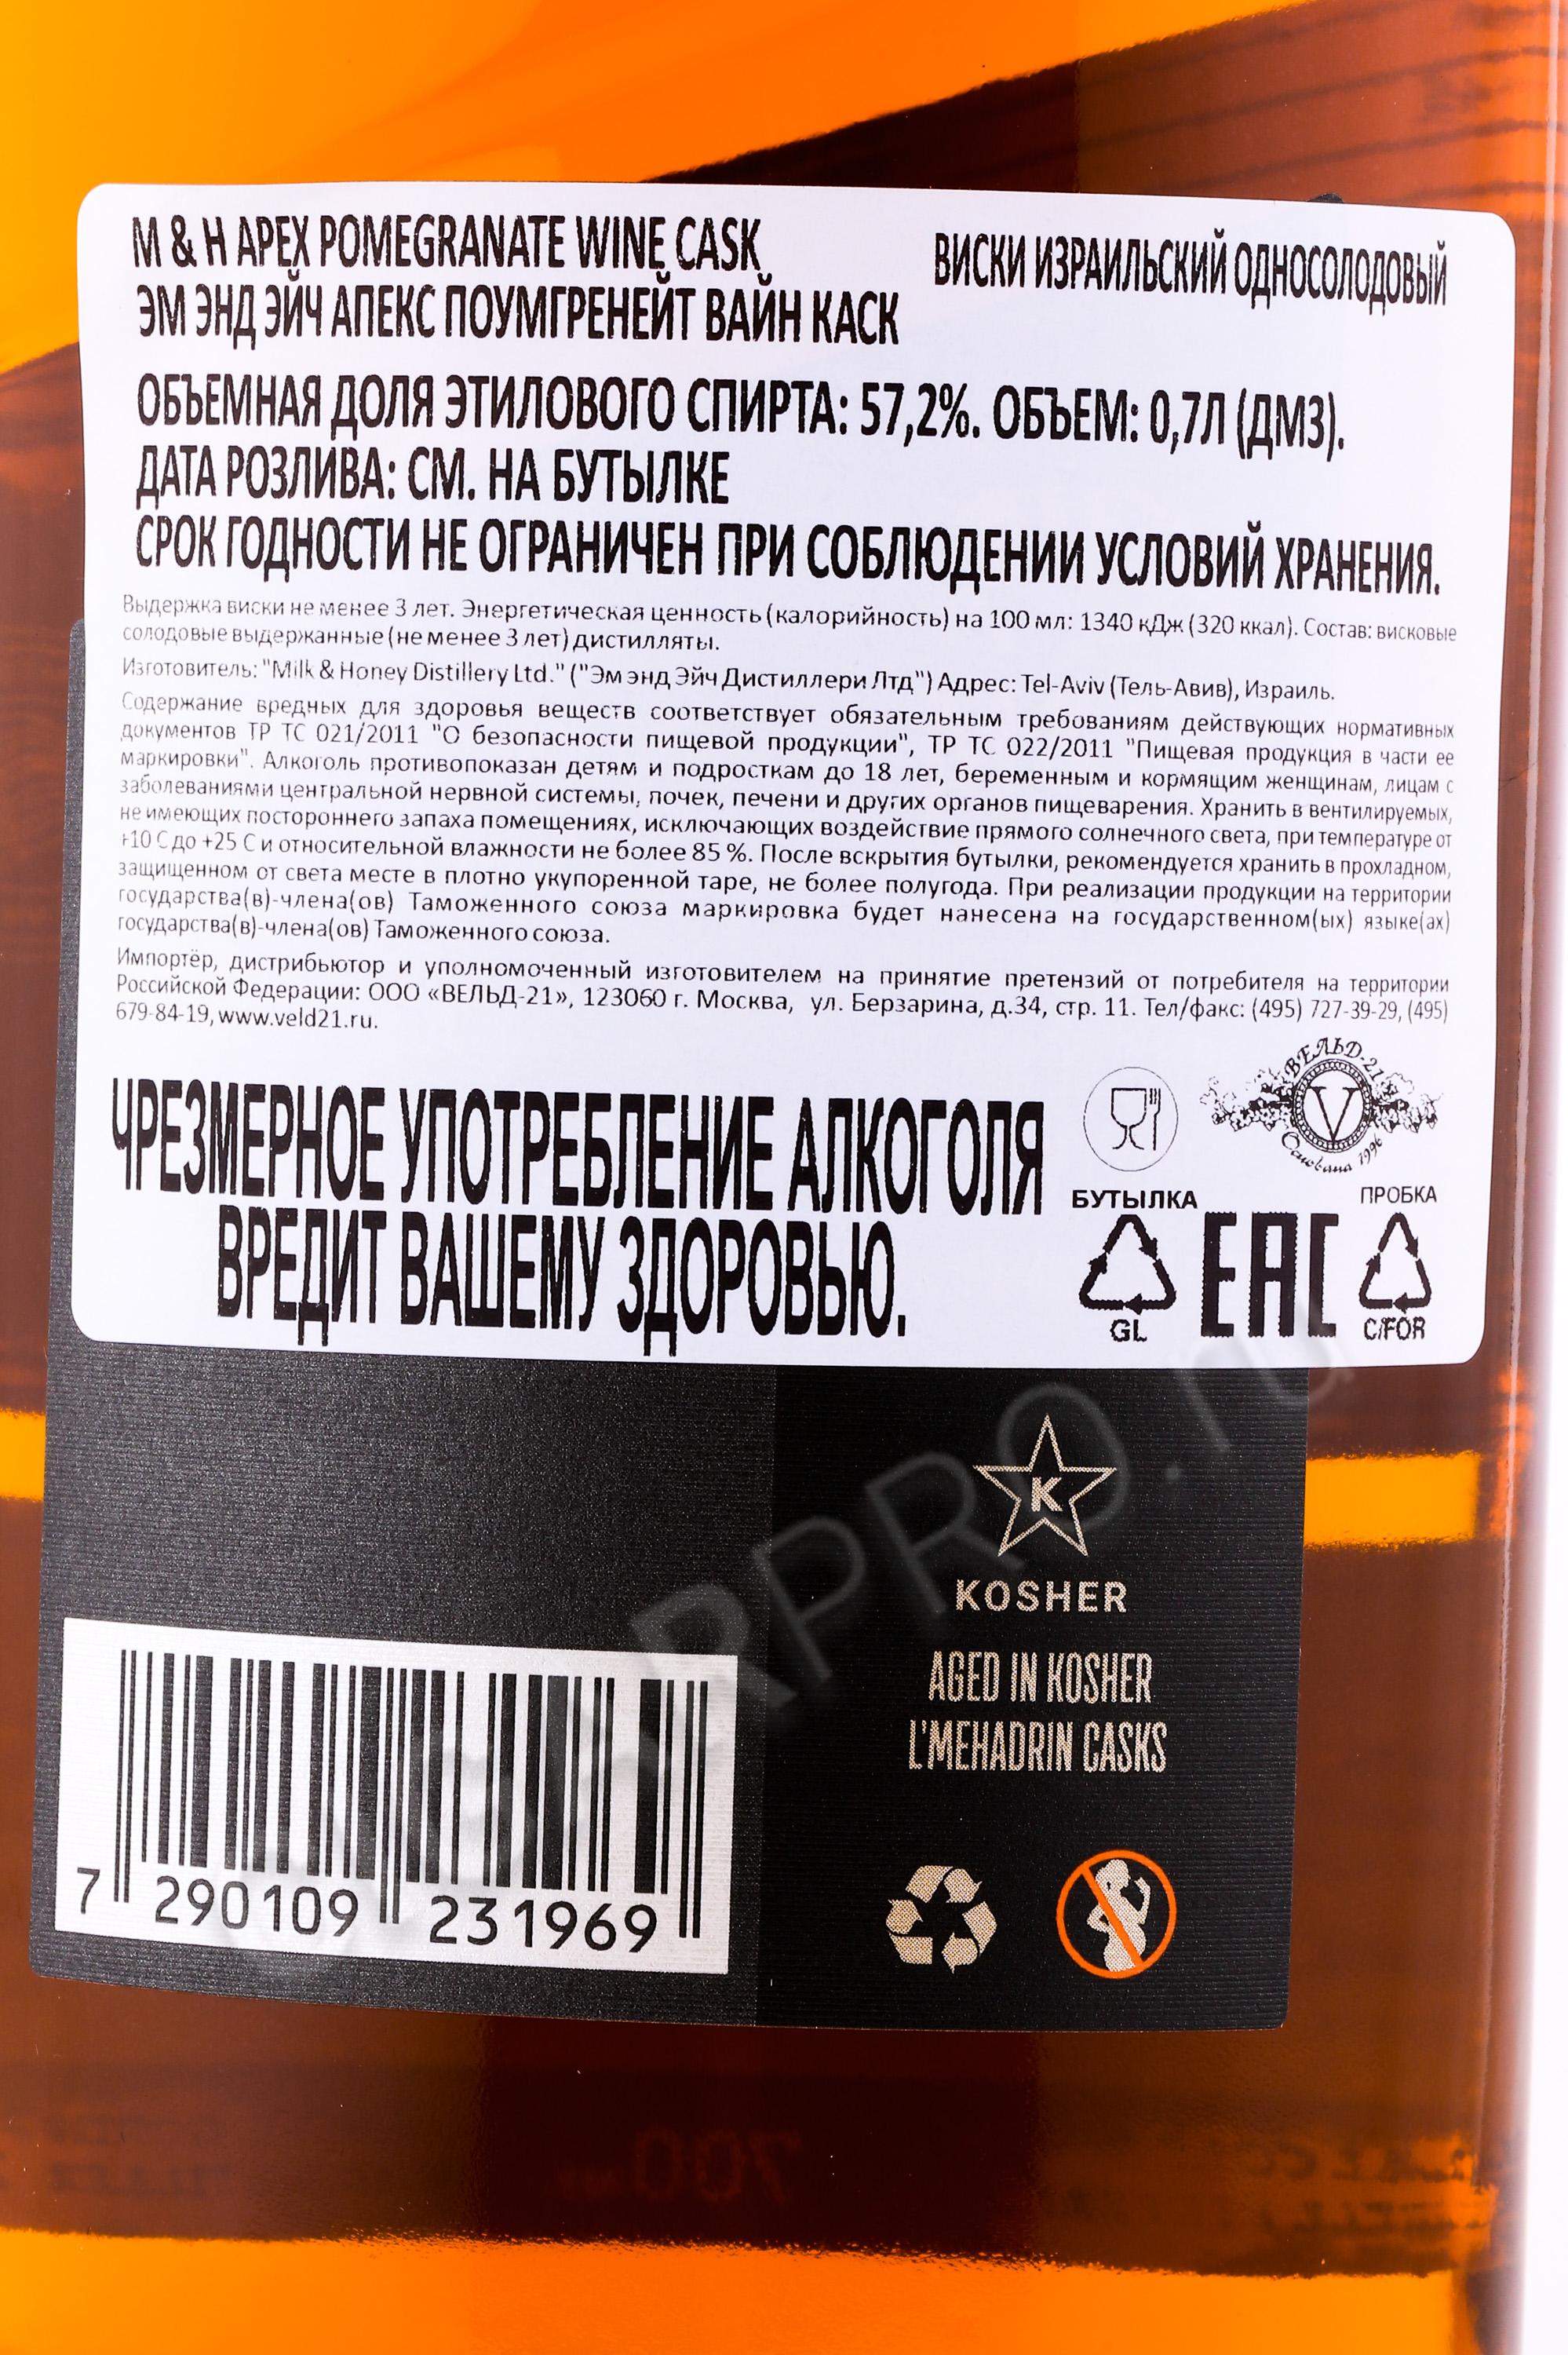 M & H APEX POMEGRANATE WINE CASK
ЭМ ЭНД ЭЙЧ АПЕКС ПОУМГРЕНЕЙТ ВАЙН КАСК
ВИСКИ ИЗРАИЛЬСКИЙ ОДНОСОЛОДОВЫЙ
ОБЪЕМНАЯ ДОЛЯ ЭТИЛОВОГО СПИРТА: 57,2%. ОБЪЕМ: 0,7Л (ДМЗ).
ДАТА РОЗЛИВА: СМ. НА БУТЫЛКЕ
СРОК ГОДНОСТИ НЕ ОГРАНИЧЕН ПРИ СОБЛЮДЕНИИ УСЛОВИЙ ХРАНЕНИЯ.
Выдержка виски не менее 3 лет. Энергетическая ценность (калорийность) на 100 мл: 1340 кДж (320 ккал). Состав: висковые
солодовые выдержанные (не менее 3 лет) дистилляты.
Изготовитель: "Milk & Honey Distillery Ltd." ("Эм энд Эйч Дистиллери Лтд") Адрес: Tel-Aviv (Тель-Авив), Израиль.
Содержание вредных для здоровья веществ соответствует обязательным требованиям действующих нормативных
документов ТР ТС 021/2011 "О безопасности пищевой продукции", ТР ТС 022/2011 "Пищевая продукция в части ее
маркировки". Алкоголь противопоказан детям и подросткам до 18 лет, беременным и кормящим женщинам, лицам с
заболеваниями центральной нервной системы, почек, печени и других органов пищеварения. Хранить в вентилируемых,
не имеющих постороннего запаха помещениях, исключающих воздействие прямого солнечного света, при температуре от
+10 С до +25 С и относительной влажности не более 85 %. После вскрытия бутылки, рекомендуется хранить в прохладном,
защищенном от света месте в плотно укупоренной таре, не более полугода. При реализации продукции на территории
государства(в)-члена(ов) Таможенного союза маркировка будет нанесена на государственном(ых) языке(ах)
государства(в)-члена(ов) Таможенного союза.
Импортёр, дистрибьютор и уполномоченный изготовителем на принятие претензий от потребителя на территории
Российской Федерации: ООО «ВЕЛЬД-21», 123060 г. Москва, ул. Берзарина, д.34, стр. 11. Тел/факс: (495) 727-39-29, (495)
679-84-19, www.veld21.ru.
ЧРЕЗМЕРНОЕ УПОТРЕБЛЕНИЕ АЛКОГОЛЯ
ВРЕДИТ ВАШЕМУ ЗДОРОВЬЮ.
ВЕЛЬД-21
V
Основана 1996
БУТЫЛКА
GL
EAC
ПРОБКА
C/FOR
K
KOSHER
AGED IN KOSHER
L'MEHADRIN CASKS
7 290109 231969
700